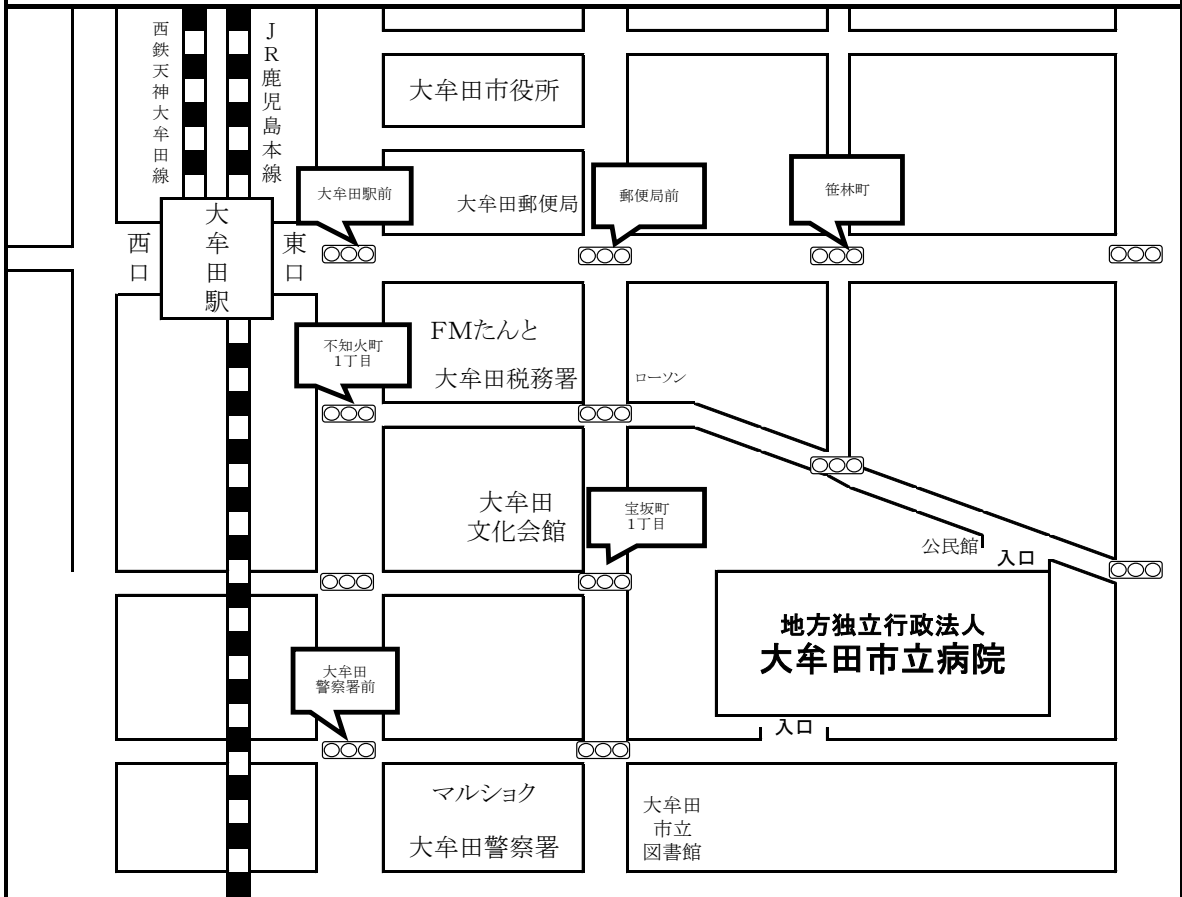 西鉄天神大牟田線
JR鹿児島本線
大牟田市役所
大牟田駅前
大牟田郵便局
郵便局前
笹林町
西口
大牟田駅
東口
不知火町
1丁目
FMたんと
大牟田税務署
ローソン
大牟田
文化会館
宝坂町
1丁目
公民館
入口
地方独立行政法人
大牟田市立病院
大牟田
警察署前
入口
マルショク
大牟田警察署
大牟田
市立
図書館